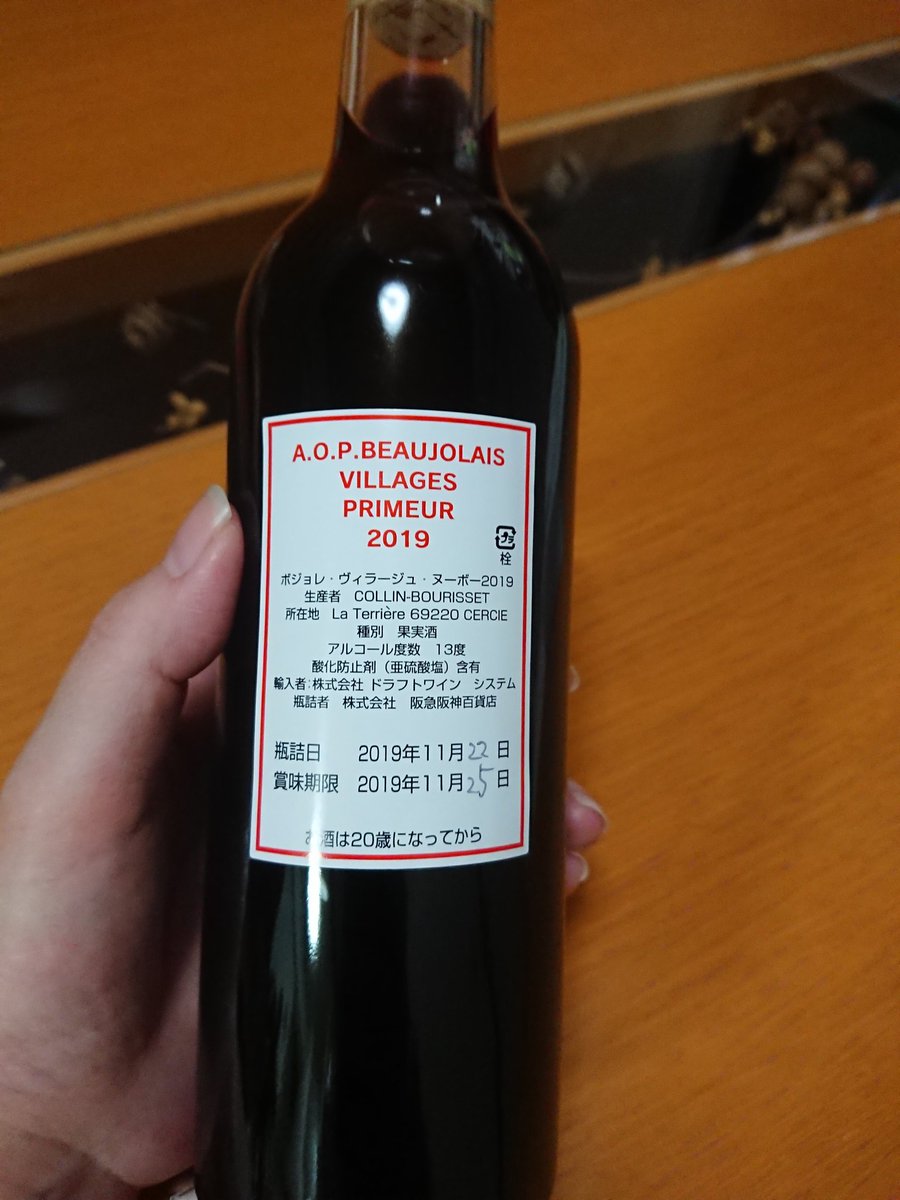 A.O.P.BEAUJOLAIS
VILLAGES
PRIMEUR
2019
プラ
栓
ボジョレ・ヴィラージュ・ヌーボー2019
生産者 COLLIN-BOURISSET
所在地 La Terrière 69220 CERCIE
種別 果実酒
アルコール度数 13度
酸化防止剤（亜硫酸塩）含有
輸入者：株式会社 ドラフトワイン システム
瓶詰者 株式会社 阪急阪神百貨店
瓶詰日 2019年11月22日
賞味期限 2019年11月25日
お酒は20歳になってから